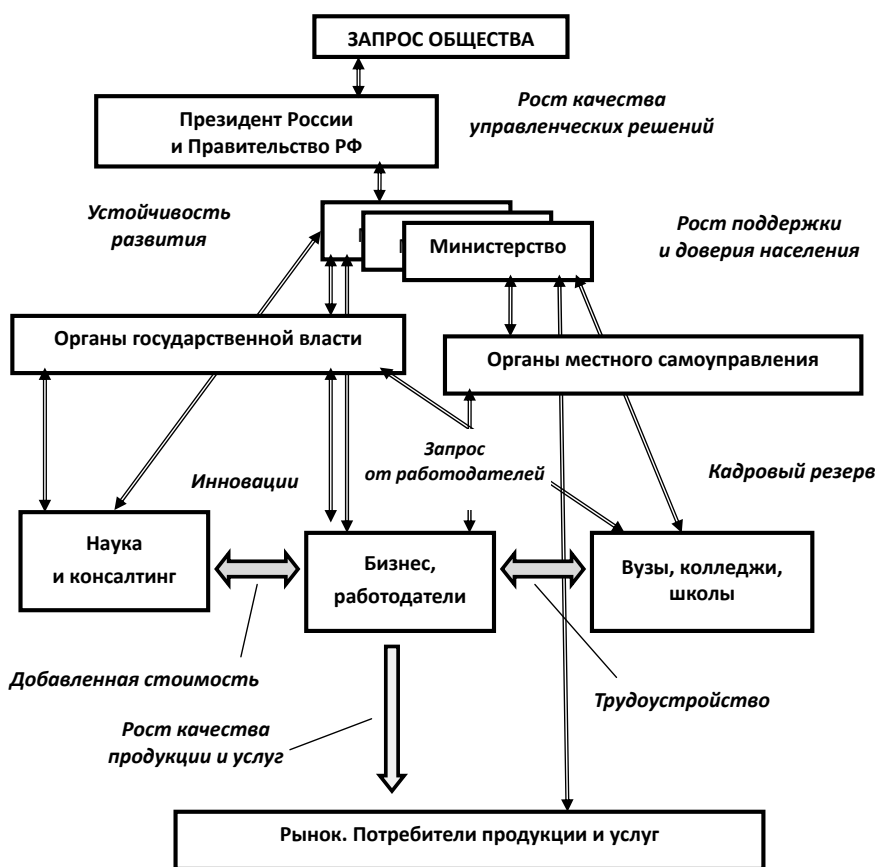 ЗАПРОС ОБЩЕСТВА
Президент России
и Правительство РФ
Рост качества
управленческих решений
Устойчивость
развития
Министерство
Рост поддержки
и доверия населения
Органы государственной власти
Органы местного самоуправления
Запрос
от работодателей
Инновации
Кадровый резерв
Наука
и консалтинг
Бизнес,
работодатели
Вузы, колледжи,
школы
Добавленная стоимость
Трудоустройство
Рост качества
продукции и услуг
Рынок. Потребители продукции и услуг